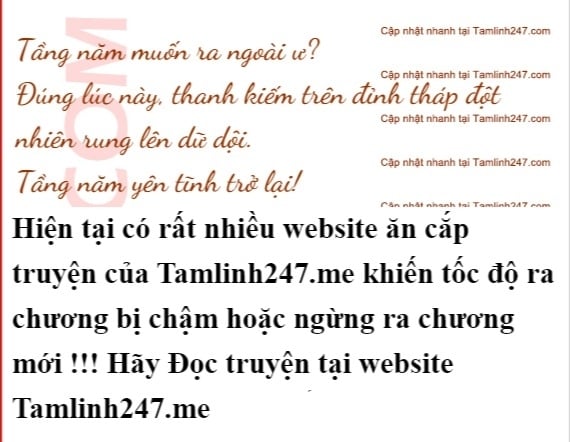 Cập nhật nhanh tại Tamlinh247.com
Tầng năm muốn ra ngoài ư?
Cập nhật nhanh tại Tamlinh247.com
Đúng lúc này, thanh kiếm trên đỉnh tháp đột
Cập nhật nhanh tại Tamlinh247.com
nhiên rung lên dữ dội.
Cập nhật nhanh tại Tamlinh247.com
Tầng năm yên tĩnh trở lại!
Cập nhật nhanh tại Tamlinh247.com
COM
Hiện tại có rất nhiều website ăn cắp
truyện của Tamlinh247.me khiến tốc độ ra
chương bị chậm hoặc ngừng ra chương
mới !!! Hãy Đọc truyện tại website
Tamlinh247.me